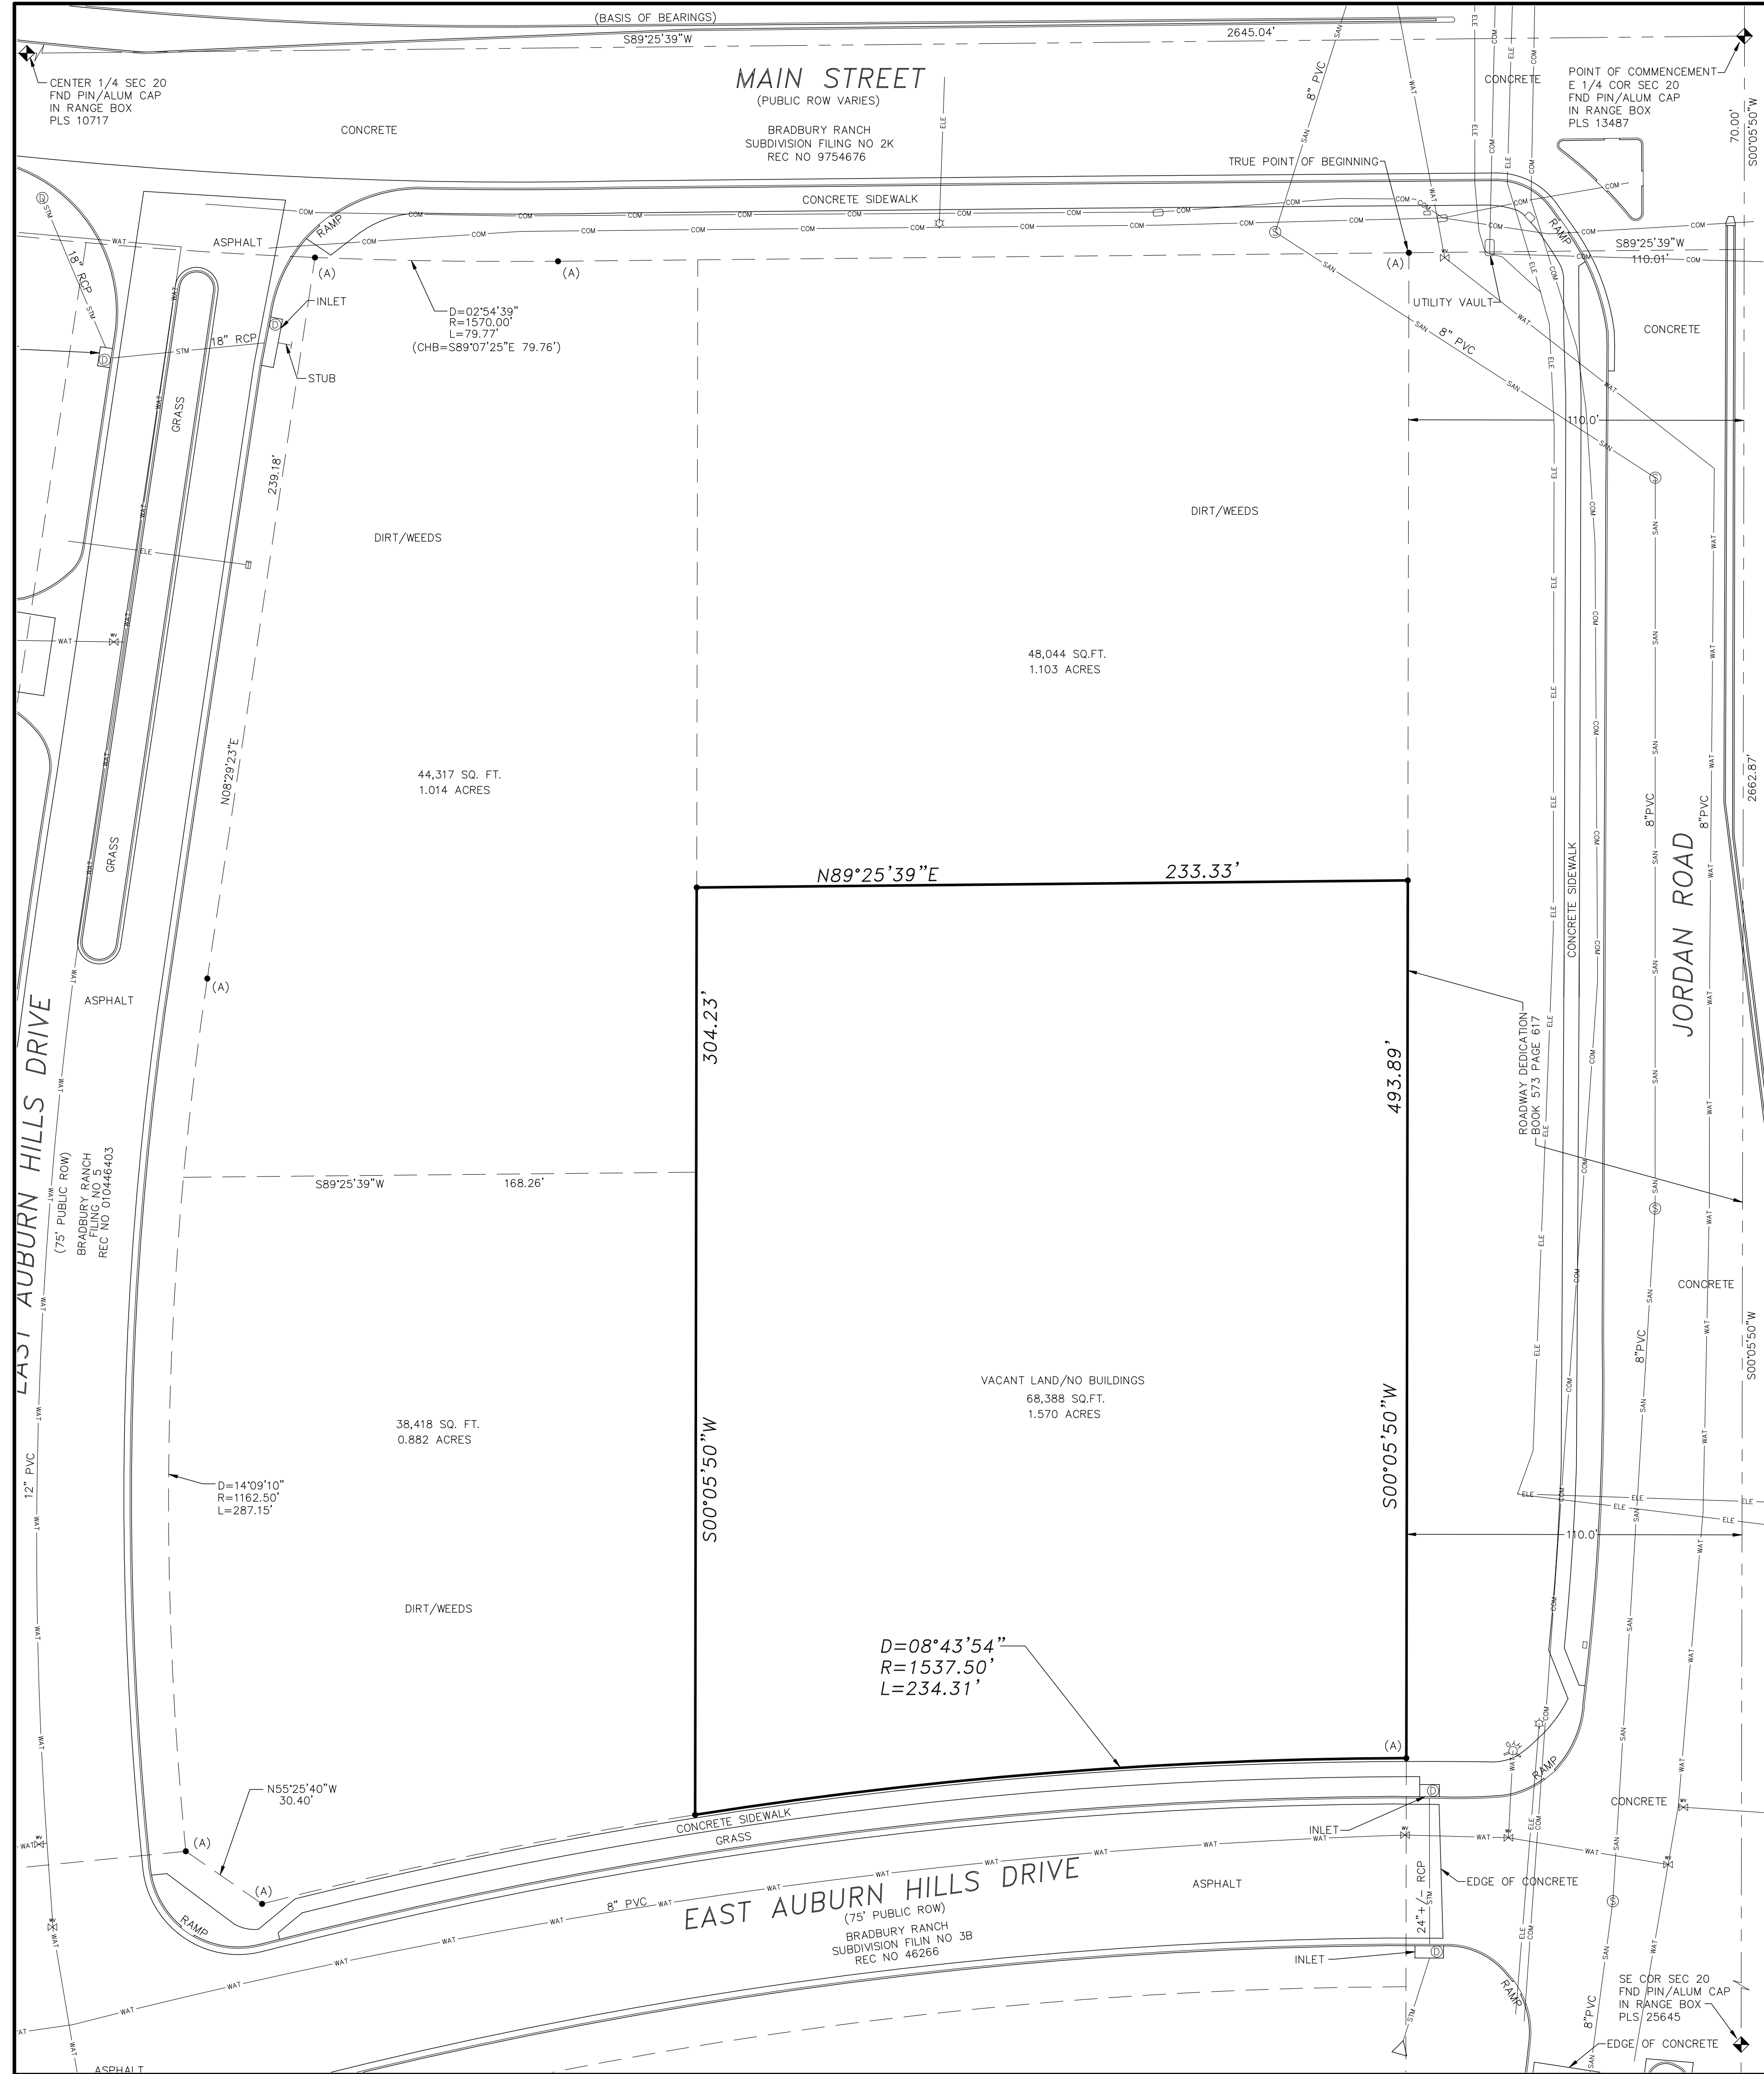 (BASIS OF BEARINGS)
S89°25'39"W
2645.04'
CENTER 1/4 SEC 20
FND PIN/ALUM CAP
IN RANGE BOX
PLS 10717
MAIN STREET
(PUBLIC ROW VARIES)
BRADBURY RANCH
SUBDIVISION FILING NO 2K
REC NO 9754676
CONCRETE
ELE
8" PVC
SAN
WAT
COM
CONCRETE
POINT OF COMMENCEMENT
E 1/4 COR SEC 20
FND PIN/ALUM CAP
IN RANGE BOX
PLS 13487
70.00'
S00°05'50"W
TRUE POINT OF BEGINNING
CONCRETE SIDEWALK
RAMP
RAMP
ASPHALT
STM
18" RCP
(A)
(A)
(A)
S89°25'39"W
110.01'
INLET
D=02°54'39"
R=1570.00'
L=79.77'
(CHB=S89°07'25"E 79.76')
18" RCP
STUB
UTILITY VAULT
8" PVC
CONCRETE
GRASS
239.18'
110.0'
DIRT/WEEDS
DIRT/WEEDS
48,044 SQ.FT.
1.103 ACRES
N08°29'23"E
44,317 SQ. FT.
1.014 ACRES
GRASS
8"PVC
8"PVC
2662.87'
N89°25'39"E
233.33'
CONCRETE SIDEWALK
JORDAN ROAD
(A)
ASPHALT
304.23'
493.89'
ROADWAY DEDICATION
BOOK 573 PAGE 617
EAST AUBURN HILLS DRIVE
(75' PUBLIC ROW)
BRADBURY RANCH
FILING NO 5
REC NO 010446403
S89°25'39"W
168.26'
CONCRETE
8"PVC
S00°05'50"W
VACANT LAND/NO BUILDINGS
68,388 SQ.FT.
1.570 ACRES
38,418 SQ. FT.
0.882 ACRES
S00°05'50"W
S00°05'50"W
12" PVC
D=14°09'10"
R=1162.50'
L=287.15'
110.0'
DIRT/WEEDS
D=08°43'54"
R=1537.50'
L=234.31'
(A)
HYD
RAMP
N55°25'40"W
30.40'
CONCRETE SIDEWALK
GRASS
INLET
CONCRETE
(A)
(A)
RAMP
8" PVC
EAST AUBURN HILLS DRIVE
(75' PUBLIC ROW)
BRADBURY RANCH
SUBDIVISION FILIN NO 3B
REC NO 46266
ASPHALT
24"+/- RCP
EDGE OF CONCRETE
INLET
RAMP
SE COR SEC 20
FND PIN/ALUM CAP
IN RANGE BOX
PLS 25645
8"PVC
EDGE OF CONCRETE
ASPHALT